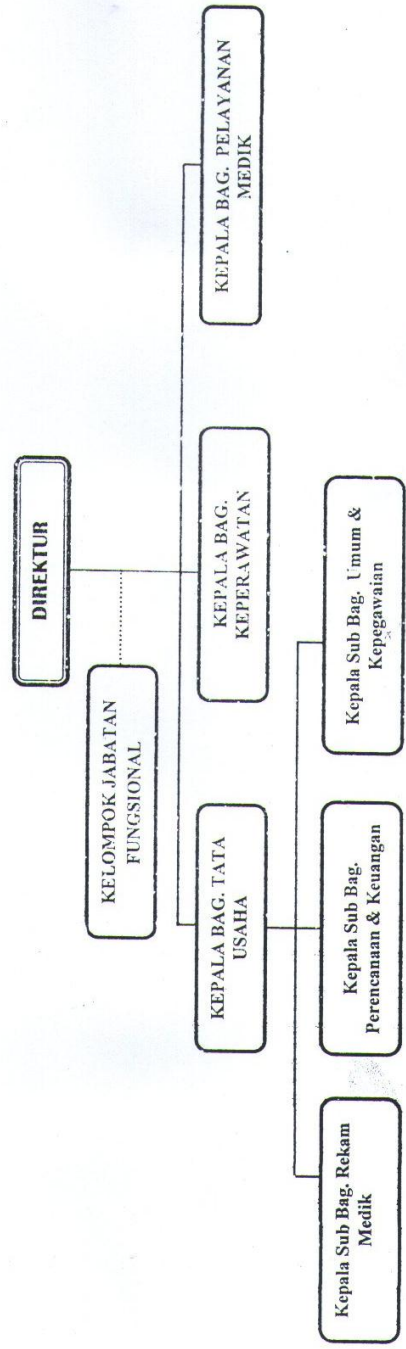 DIREKTUR
KELOMPOK JABATAN
FUNGSIONAL
KEPALA BAG. TATA
USAHA
KEPALA BAG.
KEPERAWATAN
KEPALA BAG. PELAYANAN
MEDIK
Kepala Sub Bag. Rekam
Medik
Kepala Sub Bag.
Perencanaan & Keuangan
Kepala Sub Bag. Umum &
Kepegawaian